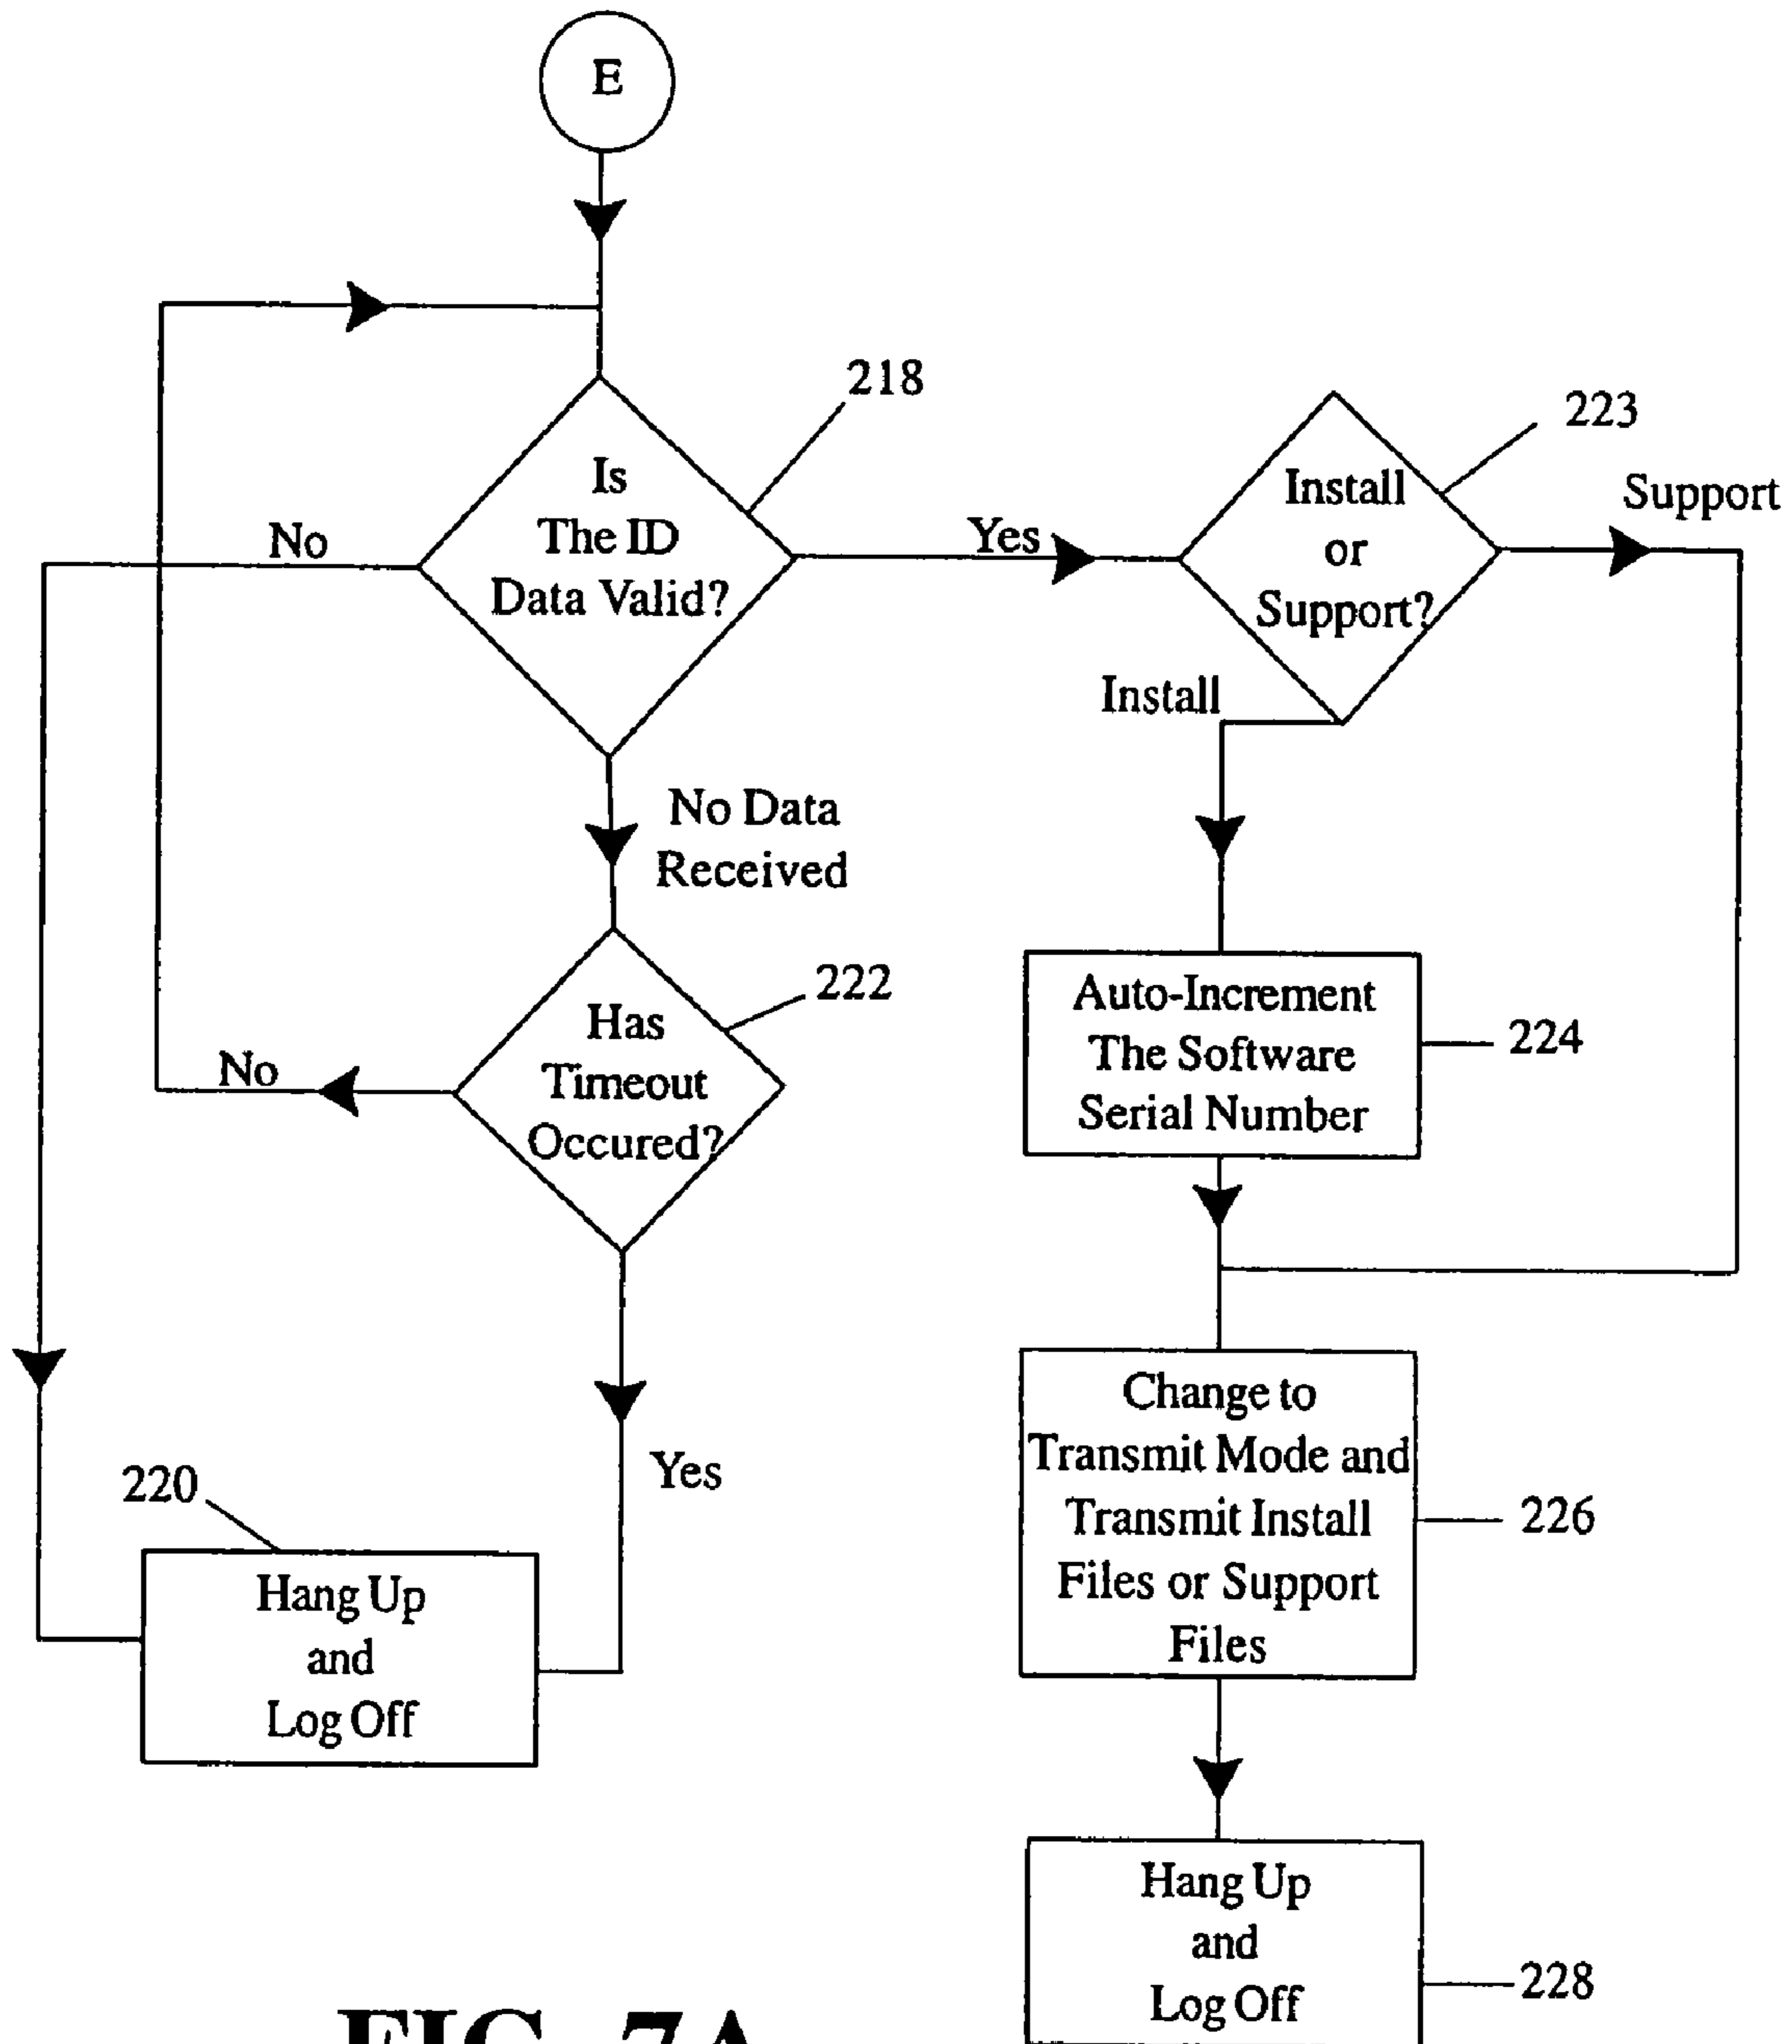 E
218
Is
The ID
Data Valid?
No
Yes
223
Install
or
Support?
Support
Install
No Data
Received
222
Has
Timeout
Occured?
No
Yes
Auto-Increment
The Software
Serial Number
224
Change to
Transmit Mode and
Transmit Install
Files or Support
Files
226
220
Hang Up
and
Log Off
Hang Up
and
Log Off
228
FIG. 7A